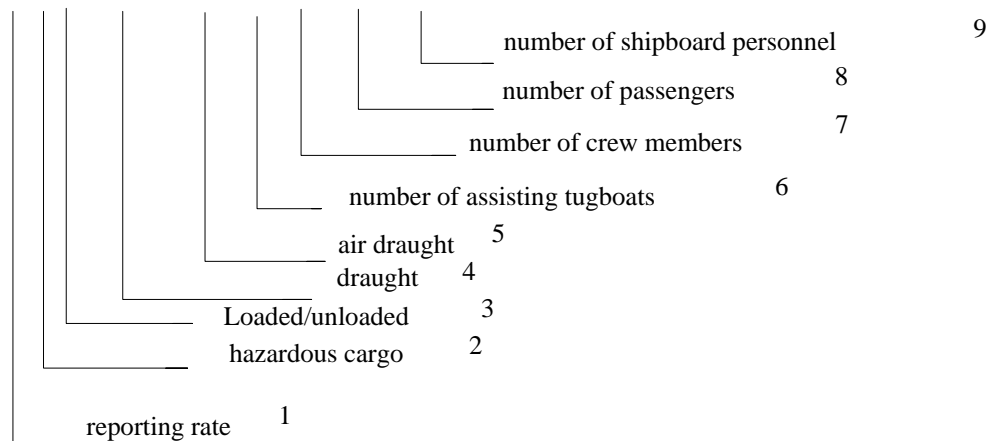 number of shipboard personnel 9
number of passengers 8
number of crew members 7
number of assisting tugboats 6
air draught 5
draught 4
Loaded/unloaded 3
hazardous cargo 2
reporting rate 1